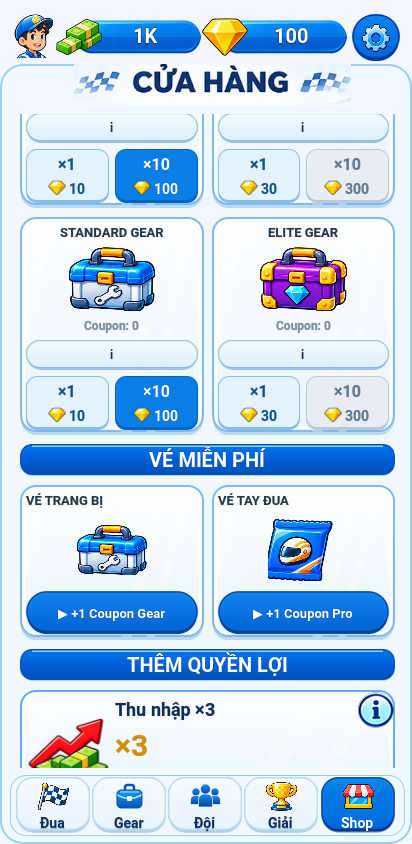 1K
100
CỬA HÀNG
i
i
×1
10
×10
100
×1
30
×10
300
STANDARD GEAR
ELITE GEAR
Coupon: 0
Coupon: 0
i
i
×1
10
×10
100
×1
30
×10
300
VÉ MIỄN PHÍ
VÉ TRANG BỊ
VÉ TAY ĐUA
▶ +1 Coupon Gear
▶ +1 Coupon Pro
THÊM QUYỀN LỢI
Thu nhập ×3
i
×3
Đua
Gear
Đội
Giải
Shop